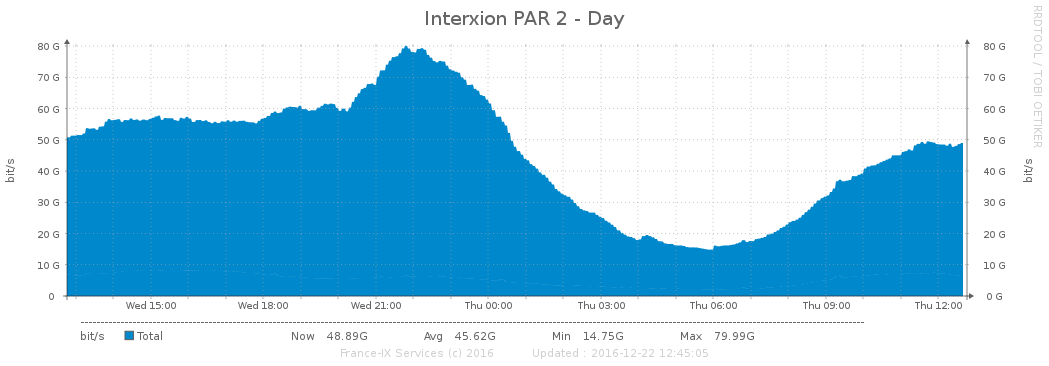 Interxion PAR 2 - Day
RRDTOOL / TOBI OETIKER
bit/s
bit/s
80 G 80 G
70 G 70 G
60 G 60 G
50 G 50 G
40 G 40 G
30 G 30 G
20 G 20 G
10 G 10 G
0 0 G
Wed 15:00 Wed 18:00 Wed 21:00 Thu 00:00 Thu 03:00 Thu 06:00 Thu 09:00 Thu 12:00
bit/s Total Now 48.89G Avg 45.62G Min 14.75G Max 79.99G
France-IX Services (c) 2016 Updated : 2016-12-22 12:45:05